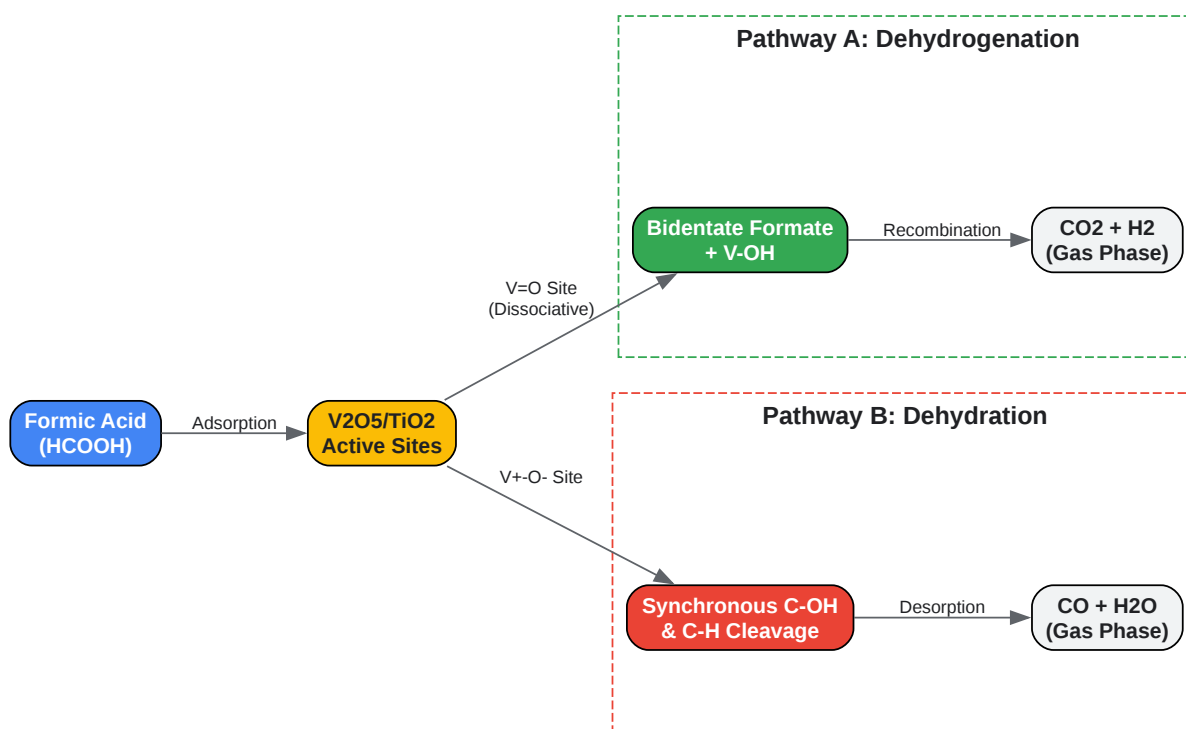 Pathway A: Dehydrogenation
Bidentate Formate
+ V-OH
Recombination
CO2 + H2
(Gas Phase)
V=O Site
(Dissociative)
Formic Acid
(HCOOH)
Adsorption
V2O5/TiO2
Active Sites
Pathway B: Dehydration
V+-O- Site
Synchronous C-OH
& C-H Cleavage
Desorption
CO + H2O
(Gas Phase)